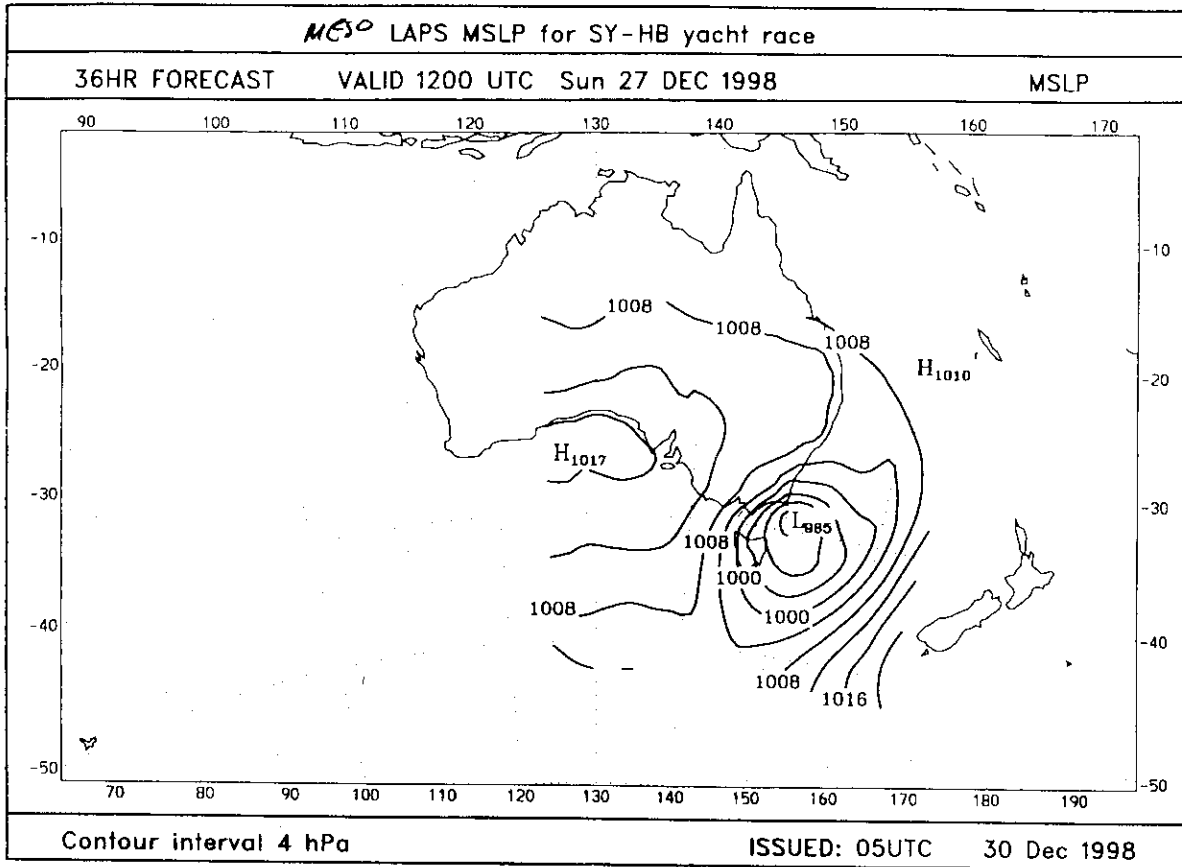 MESO LAPS MSLP for SY-HB yacht race
36HR FORECAST VALID 1200 UTC Sun 27 DEC 1998 MSLP
90 100 110 120 130 140 150 160 170
-10 -10
1008 1008 1008
-20 H1010 -20
H1017
-30 L985 -30
1008
1000
1008 1000
-40 -40
1008
1016
-50 -50
70 80 90 100 110 120 130 140 150 160 170 180 190
Contour interval 4 hPa ISSUED: 05UTC 30 Dec 1998